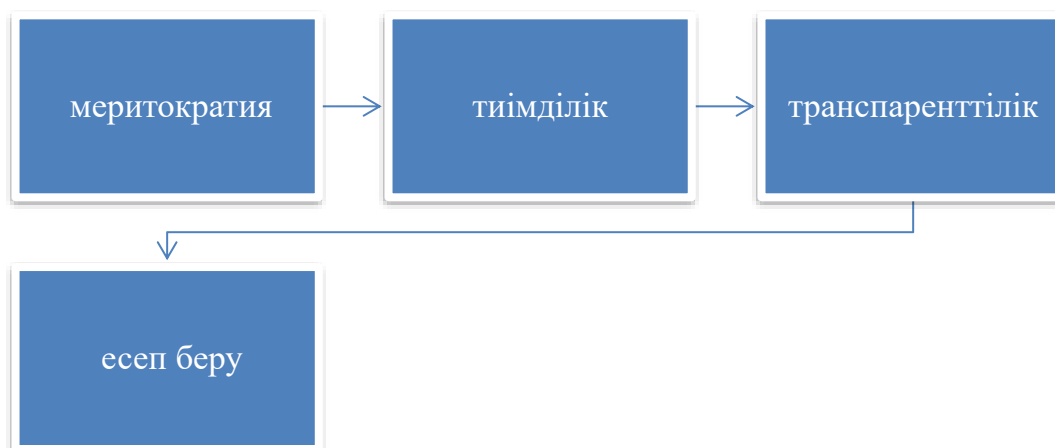 меритократия
тиімділік
транспаренттілік
есеп беру